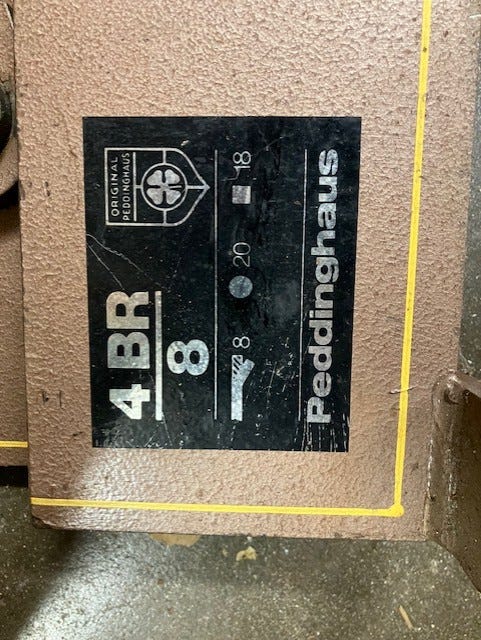 4 BR
8
ORIGINAL
PEDDINGHAUS
8 20 18
Peddinghaus